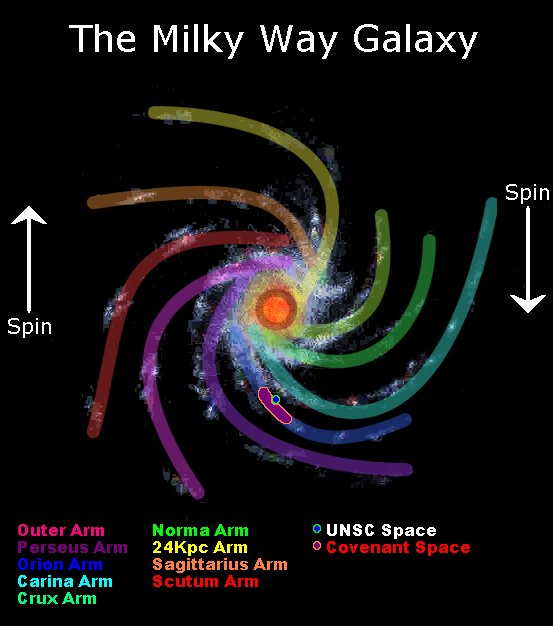 The Milky Way Galaxy
Spin
Spin
Outer Arm
Perseus Arm
Orion Arm
Carina Arm
Crux Arm
Norma Arm
24Kpc Arm
Sagittarius Arm
Scutum Arm
UNSC Space
Covenant Space